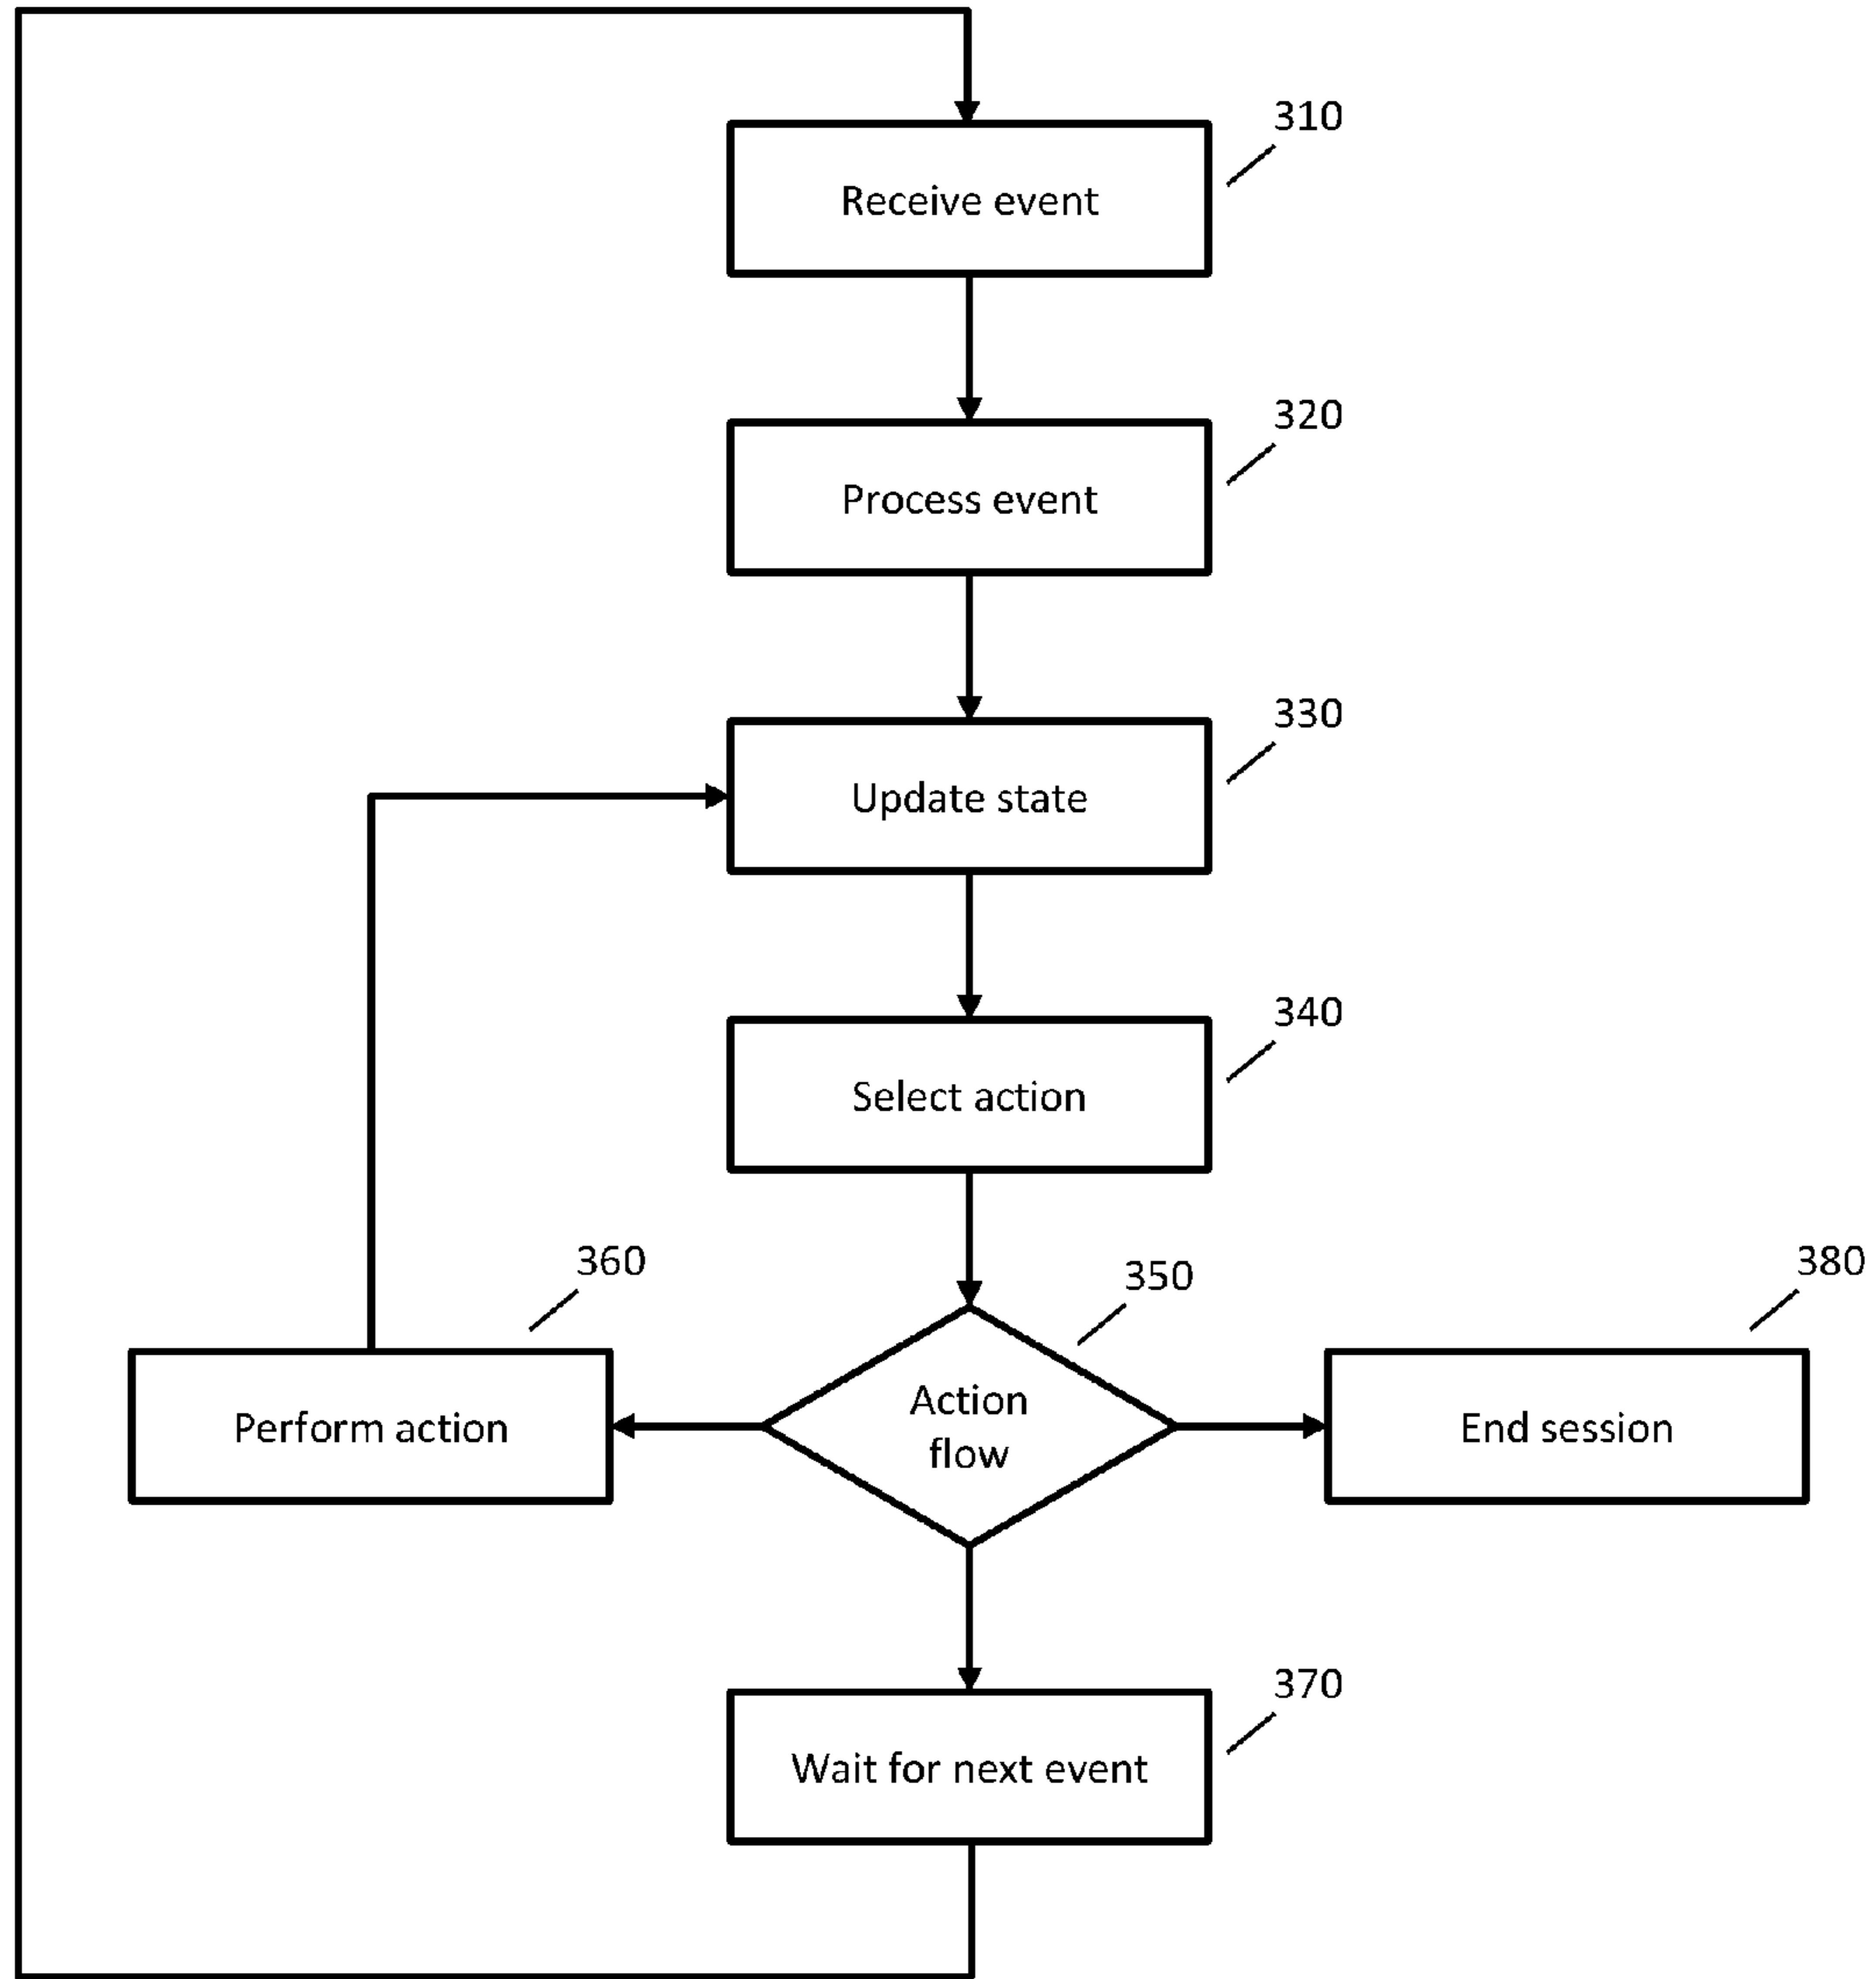 310
Receive event
320
Process event
330
Update state
340
Select action
360
350
380
Perform action
Action
flow
End session
370
Wait for next event